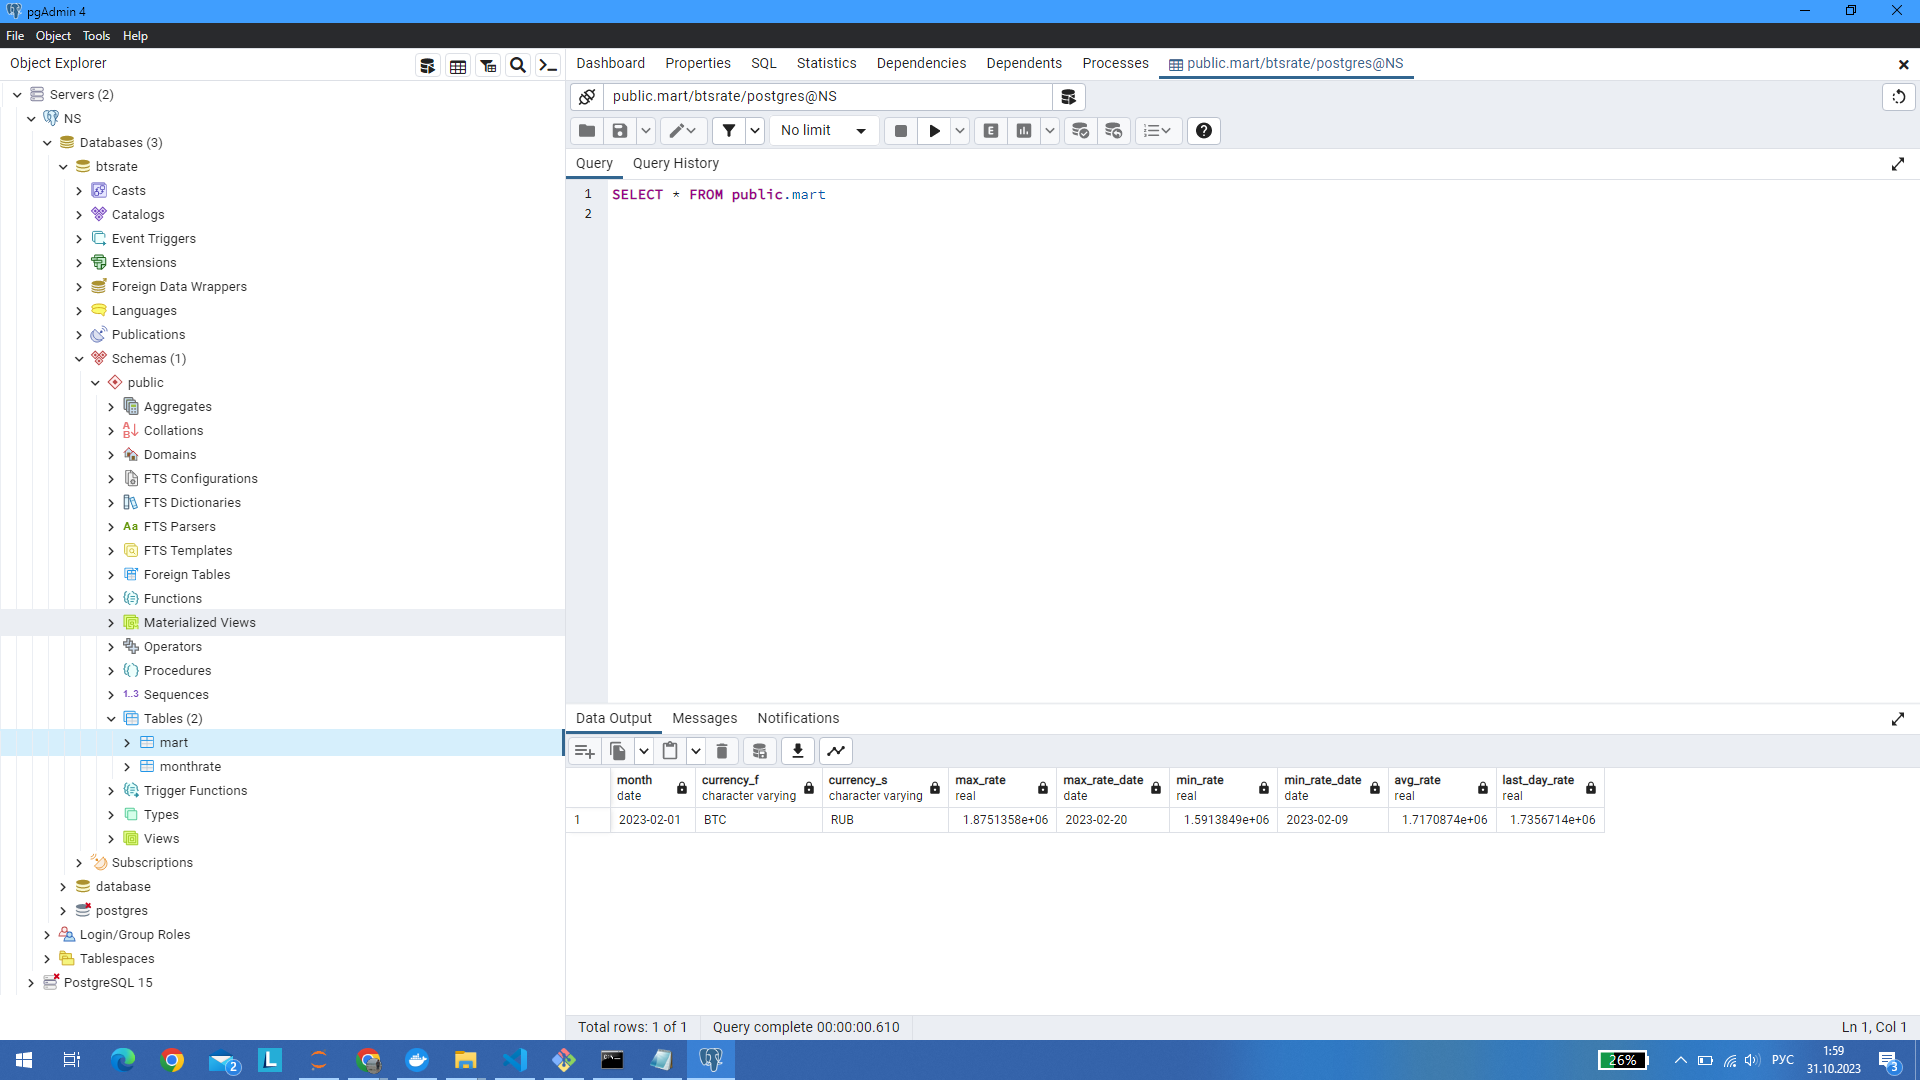 pgAdmin 4
File Object Tools Help
Object Explorer
Dashboard Properties SQL Statistics Dependencies Dependents Processes public.mart/btsrate/postgres@NS
public.mart/btsrate/postgres@NS
No limit
E
Query Query History
1 SELECT * FROM public.mart
2
Servers (2)
NS
Databases (3)
btsrate
Casts
Catalogs
Event Triggers
Extensions
Foreign Data Wrappers
Languages
Publications
Schemas (1)
public
Aggregates
Collations
Domains
FTS Configurations
FTS Dictionaries
Aa FTS Parsers
FTS Templates
Foreign Tables
Functions
Materialized Views
Operators
Procedures
1..3 Sequences
Tables (2)
mart
monthrate
Trigger Functions
Types
Views
Subscriptions
database
postgres
Login/Group Roles
Tablespaces
PostgreSQL 15
Data Output Messages Notifications
month currency_f currency_s max_rate max_rate_date min_rate min_rate_date avg_rate last_day_rate
date character varying character varying real date real date real real
1 2023-02-01 BTC RUB 1.8751358e+06 2023-02-20 1.5913849e+06 2023-02-09 1.7170874e+06 1.7356714e+06
Total rows: 1 of 1 Query complete 00:00:00.610 Ln 1, Col 1
2 L 26% РУС 1:59
31.10.2023 3